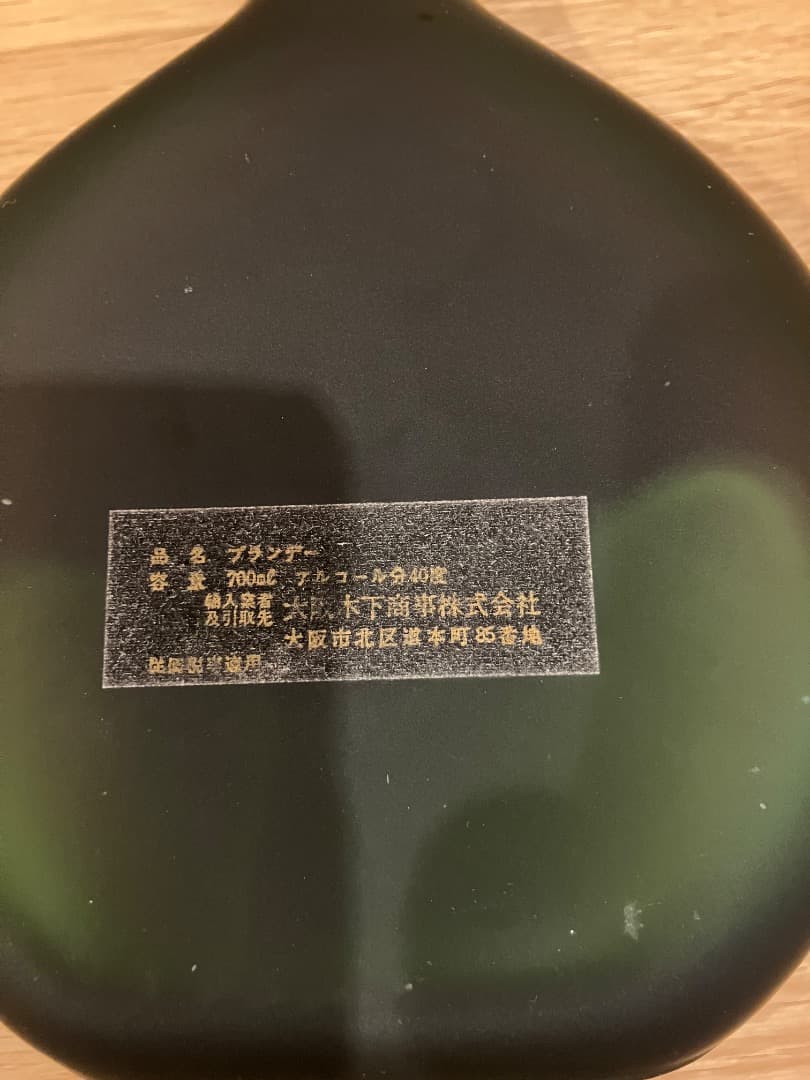 品名 ブランデー
容量 700mℓ アルコール分40度
輸入業者
及引取先 大阪木下商事株式会社
大阪市北区道本町85番地
従価税率適用